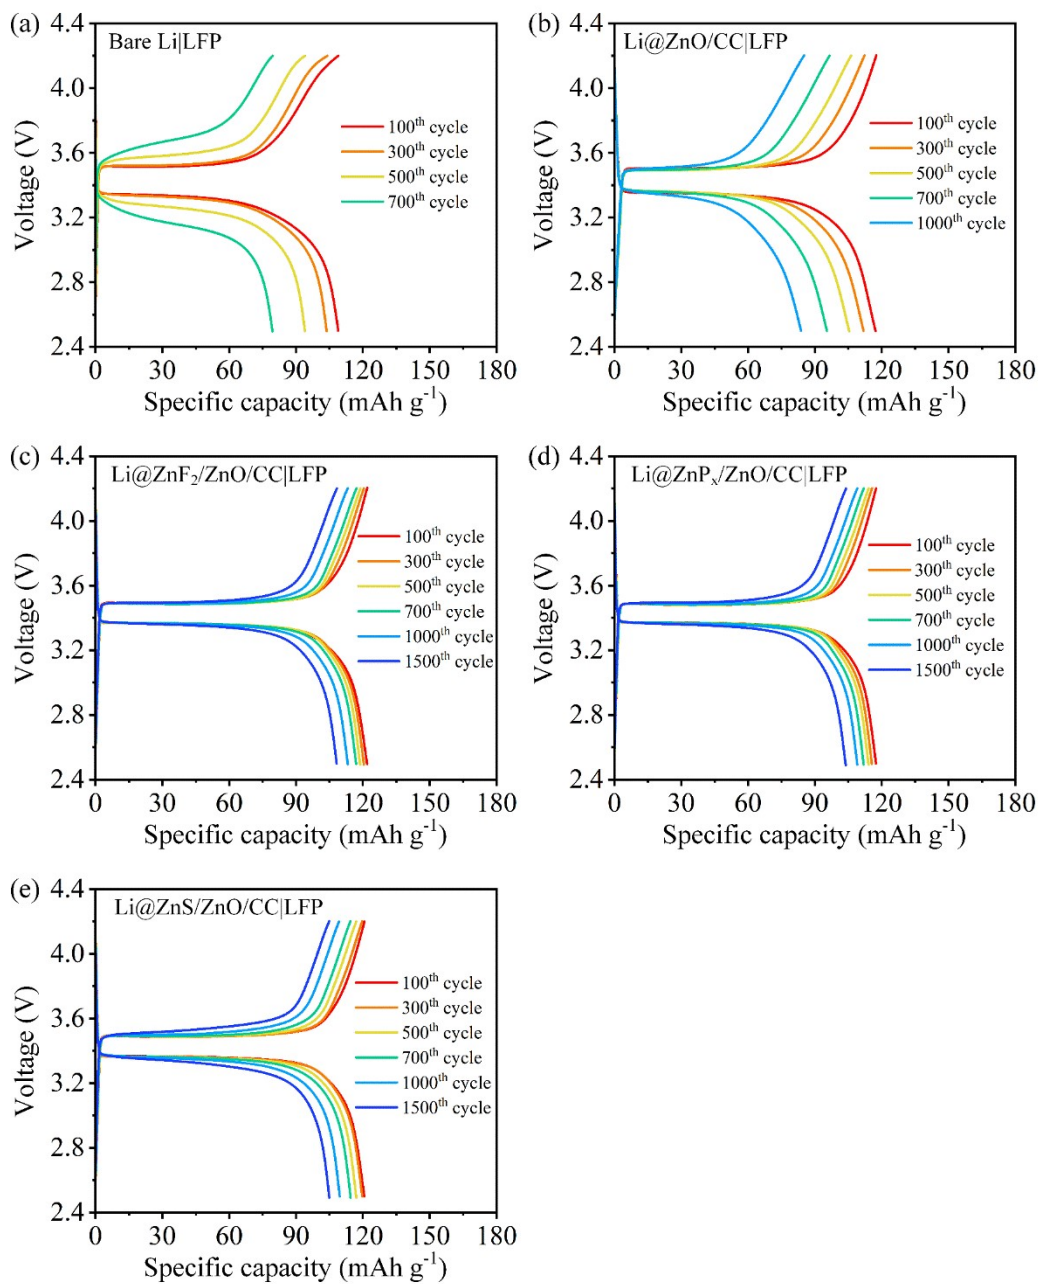 (a)
Bare Li|LFP
4.4
4.0
3.6
3.2
2.8
2.4
Voltage (V)
100th cycle
300th cycle
500th cycle
700th cycle
0 30 60 90 120 150 180
Specific capacity (mAh g-1)
(b)
Li@ZnO/CC|LFP
4.4
4.0
3.6
3.2
2.8
2.4
Voltage (V)
100th cycle
300th cycle
500th cycle
700th cycle
1000th cycle
0 30 60 90 120 150 180
Specific capacity (mAh g-1)
(c)
Li@ZnF2/ZnO/CC|LFP
4.4
4.0
3.6
3.2
2.8
2.4
Voltage (V)
100th cycle
300th cycle
500th cycle
700th cycle
1000th cycle
1500th cycle
0 30 60 90 120 150 180
Specific capacity (mAh g-1)
(d)
Li@ZnPx/ZnO/CC|LFP
4.4
4.0
3.6
3.2
2.8
2.4
Voltage (V)
100th cycle
300th cycle
500th cycle
700th cycle
1000th cycle
1500th cycle
0 30 60 90 120 150 180
Specific capacity (mAh g-1)
(e)
Li@ZnS/ZnO/CC|LFP
4.4
4.0
3.6
3.2
2.8
2.4
Voltage (V)
100th cycle
300th cycle
500th cycle
700th cycle
1000th cycle
1500th cycle
0 30 60 90 120 150 180
Specific capacity (mAh g-1)